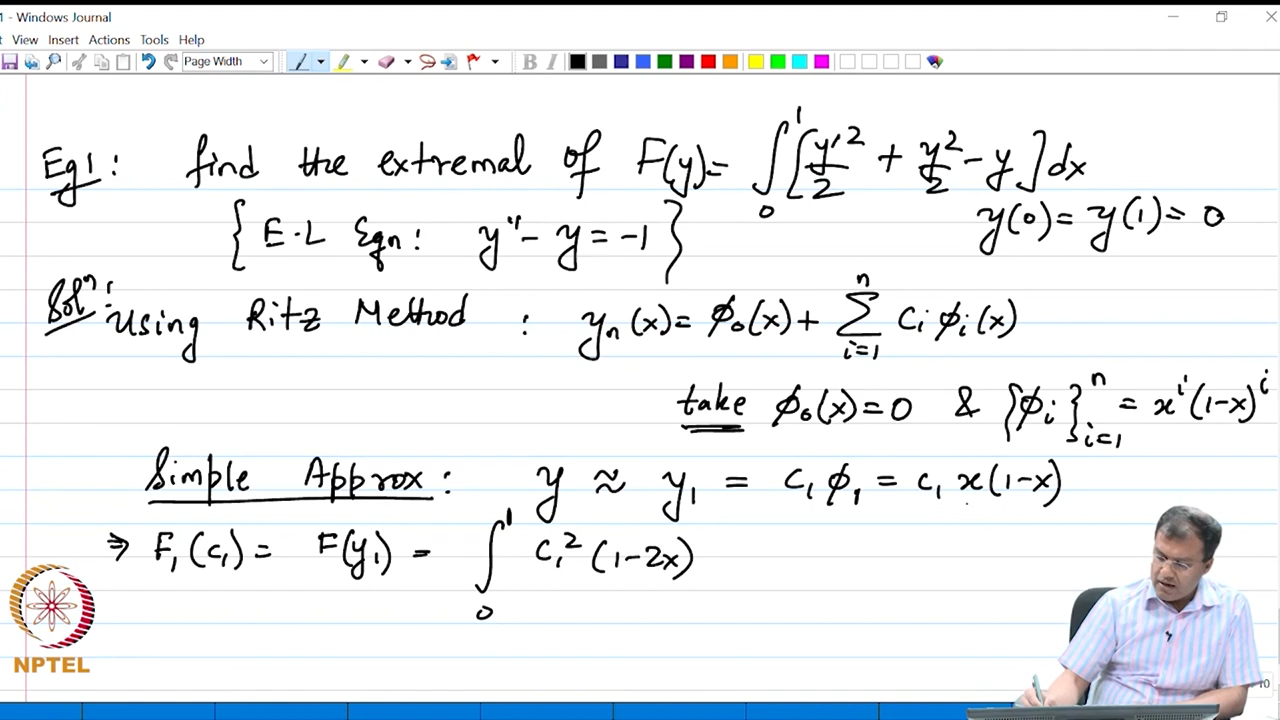 1 - Windows Journal
View Insert Actions Tools Help
Page Width
B I
Eg1: find the extremal of F(y) = ∫₀¹ [y'²/2 + y²/2 - y] dx
y(0) = y(1) = 0
{E.L Eqn: y'' - y = -1}
Solⁿ: Using Ritz Method : yₙ(x) = ϕ₀(x) + Σᵢ₌₁ⁿ Cᵢ ϕᵢ(x)
take ϕ₀(x) = 0 & {ϕᵢ}ᵢ₌₁ⁿ = xⁱ(1-x)ⁱ
Simple Approx : y ≈ y₁ = C₁ ϕ₁ = C₁ x(1-x)
⇒ F₁(C₁) = F(y₁) = ∫₀¹ C₁² (1-2x)
NPTEL
10